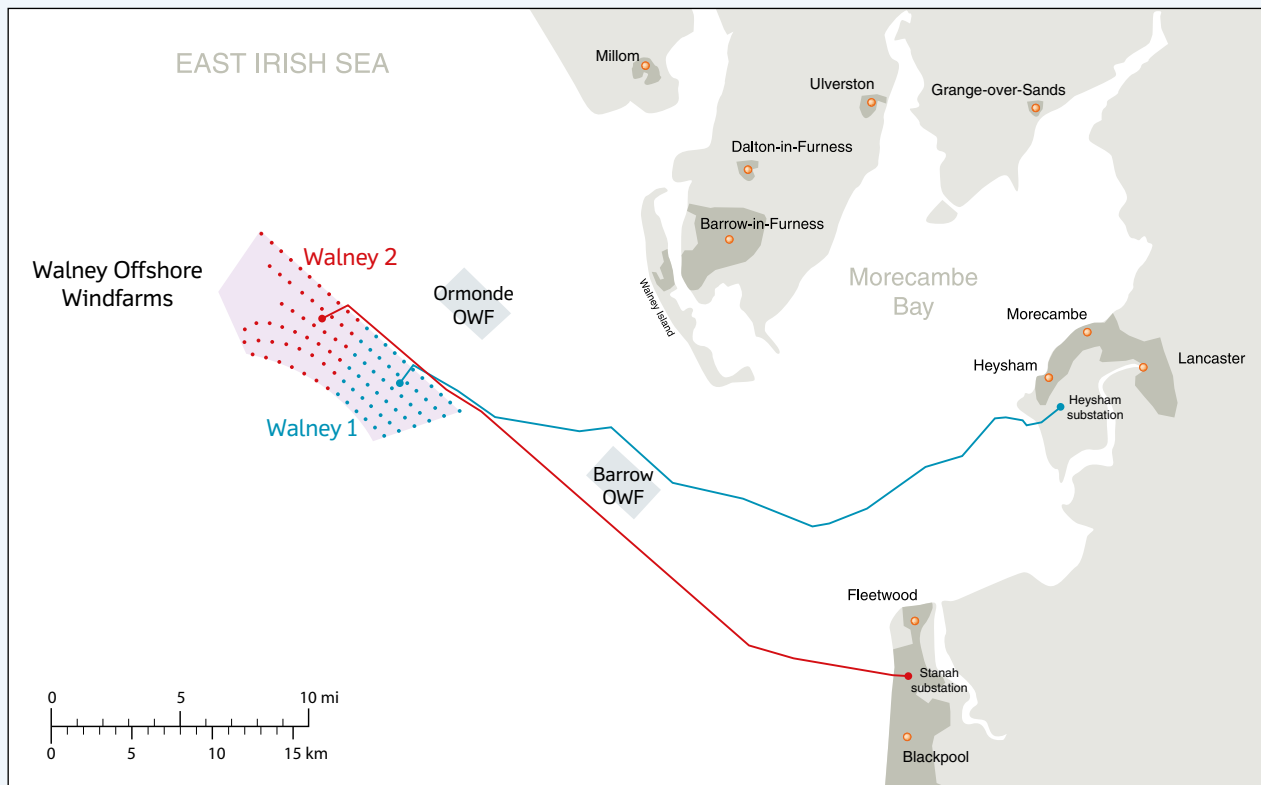 EAST IRISH SEA
Millom
Ulverston
Grange-over-Sands
Dalton-in-Furness
Barrow-in-Furness
Walney Island
Morecambe
Bay
Walney Offshore
Windfarms
Walney 2
Ormonde
OWF
Walney 1
Barrow
OWF
Morecambe
Heysham
Lancaster
Heysham
substation
Fleetwood
Stanah
substation
Blackpool
0 5 10 mi
0 5 10 15 km